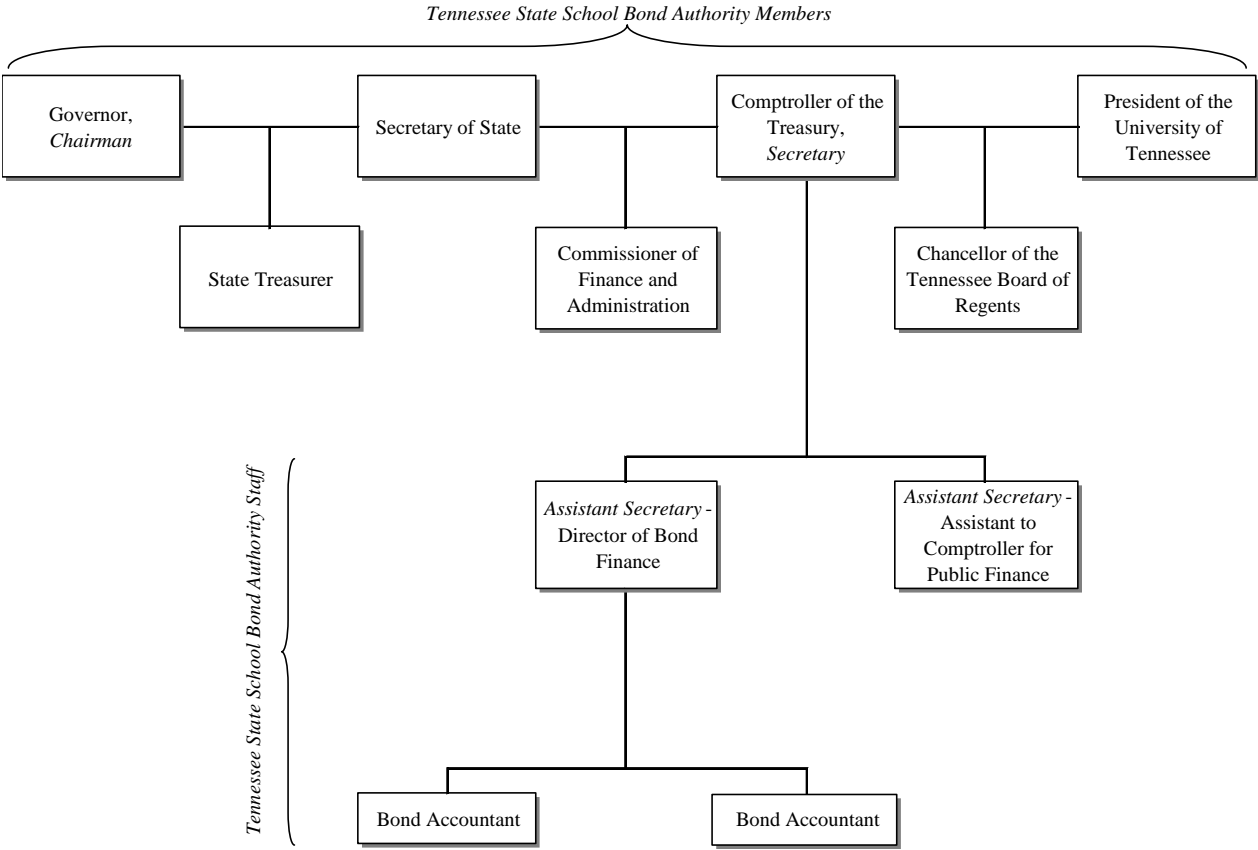 Tennessee State School Bond Authority Members
Governor,
Chairman
Secretary of State
Comptroller of the
Treasury,
Secretary
President of the
University of
Tennessee
State Treasurer
Commissioner of
Finance and
Administration
Chancellor of the
Tennessee Board of
Regents
Tennessee State School Bond Authority Staff
Assistant Secretary -
Director of Bond
Finance
Assistant Secretary -
Assistant to
Comptroller for
Public Finance
Bond Accountant
Bond Accountant